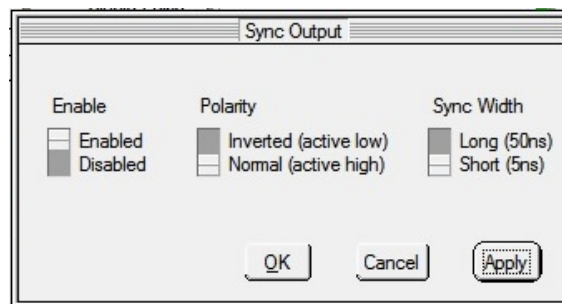 Sync Output
Enable Polarity Sync Width
Enabled Inverted (active low) Long (50ns)
Disabled Normal (active high) Short (5ns)
OK Cancel Apply